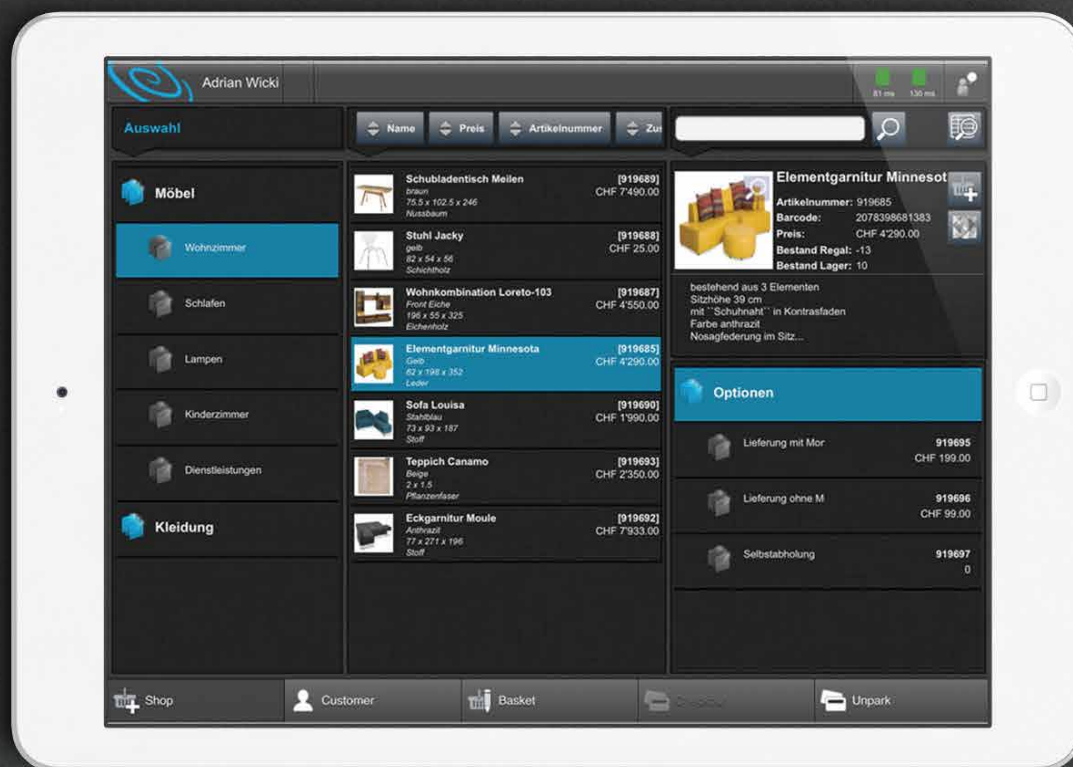 Adrian Wicki
81 ms
130 ms
Auswahl
Name
Preis
Artikelnummer
Zus
Möbel
Wohnzimmer
Schlafen
Lampen
Kinderzimmer
Dienstleistungen
Kleidung
Schubladentisch Meilen [919689]
braun CHF 7'490.00
75.5 x 102.5 x 246
Nussbaum
Stuhl Jacky [919688]
gelb CHF 25.00
82 x 54 x 56
Schichtholz
Wohnkombination Loreto-103 [919687]
Front Eiche CHF 4'550.00
196 x 55 x 325
Eichenholz
Elementgarnitur Minnesota [919685]
Gelb CHF 4'290.00
62 x 198 x 352
Leder
Sofa Louisa [919690]
Stahlblau CHF 1'990.00
73 x 93 x 187
Stoff
Teppich Canamo [919693]
Beige CHF 2'350.00
2 x 1.5
Pflanzenfaser
Eckgarnitur Moule [919692]
Anthrazit CHF 7'933.00
77 x 271 x 196
Stoff
Elementgarnitur Minnesot
Artikelnummer: 919685
Barcode: 2078398681383
Preis: CHF 4'290.00
Bestand Regal: -13
Bestand Lager: 10
bestehend aus 3 Elementen
Sitzhöhe 39 cm
mit ``Schuhnaht`` in Kontrasfaden
Farbe anthrazit
Nosagfederung im Sitz...
Optionen
Lieferung mit Mor 919695
CHF 199.00
Lieferung ohne M 919696
CHF 99.00
Selbstabholung 919697
0
Shop
Customer
Basket
Unpark